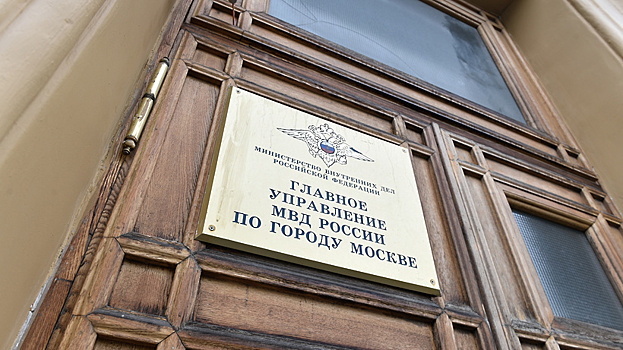 МИНИСТЕРСТВО ВНУТРЕННИХ ДЕЛ
РОССИЙСКОЙ ФЕДЕРАЦИИ
ГЛАВНОЕ
УПРАВЛЕНИЕ
МВД РОССИИ
ПО ГОРОДУ МОСКВЕ